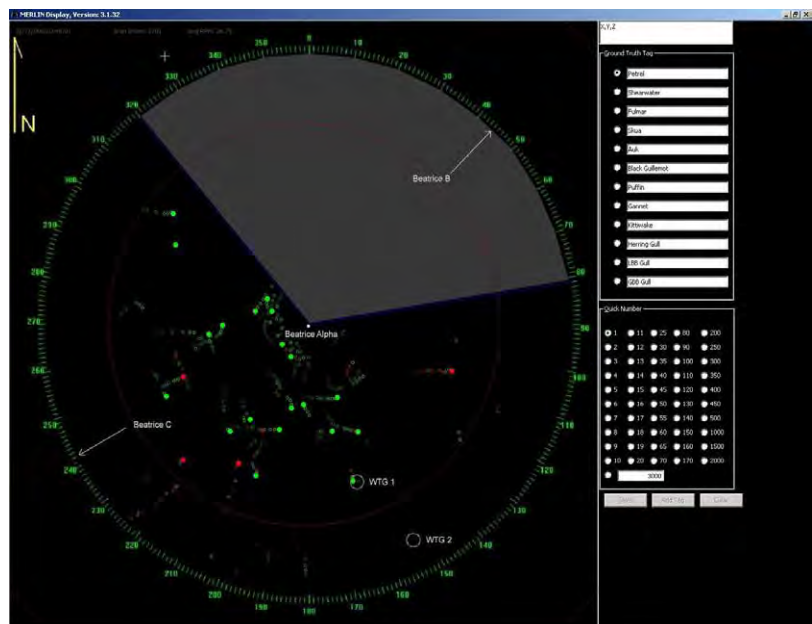 MERLIN Display, Version: 3.1.32
N
0
10
20
30
40
50
60
70
80
90
100
110
120
130
140
150
160
170
180
190
200
210
220
230
240
250
260
270
280
290
300
310
320
330
340
350
Beatrice B
Beatrice Alpha
Beatrice C
WTG 1
WTG 2
X,Y,Z
Ground Truth Tag
Petrel
Shearwater
Fulmar
Skua
Auk
Black Guillemot
Puffin
Gannet
Kittiwake
Herring Gull
LBB Gull
GBB Gull
Quick Number
1 11 25 80 200
2 12 30 90 250
3 13 35 100 300
4 14 40 110 350
5 15 45 120 400
6 16 50 130 450
7 17 55 140 500
8 18 60 150 1000
9 19 65 160 1500
10 20 70 170 2000
3000
Add Tag